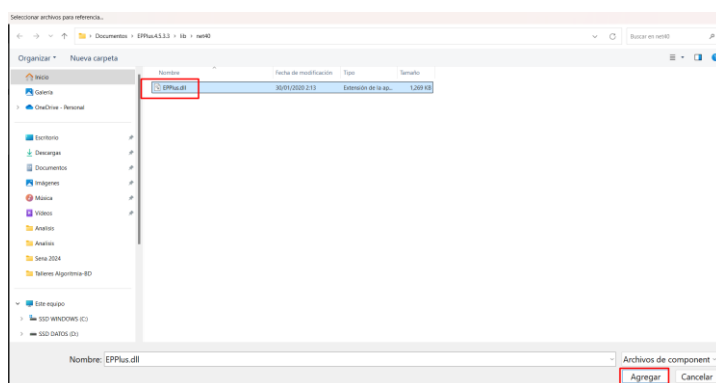 Seleccionar archivos para referencia...
Documentos > EPPlus4.5.3.3 > lib > net40
Buscar en net40
Organizar
Nueva carpeta
Nombre
Fecha de modificación
Tipo
Tamaño
EPPlus.dll
30/01/2020 2:13
Extensión de la ap...
1.269 KB
Inicio
Galería
OneDrive - Personal
Escritorio
Descargas
Documentos
Imágenes
Música
Vídeos
Analisis
Analisis
Sena 2024
Talleres Algoritmia-BD
Este equipo
SSD WINDOWS (C:)
SSD DATOS (D:)
Nombre: EPPlus.dll
Archivos de component
Agregar
Cancelar